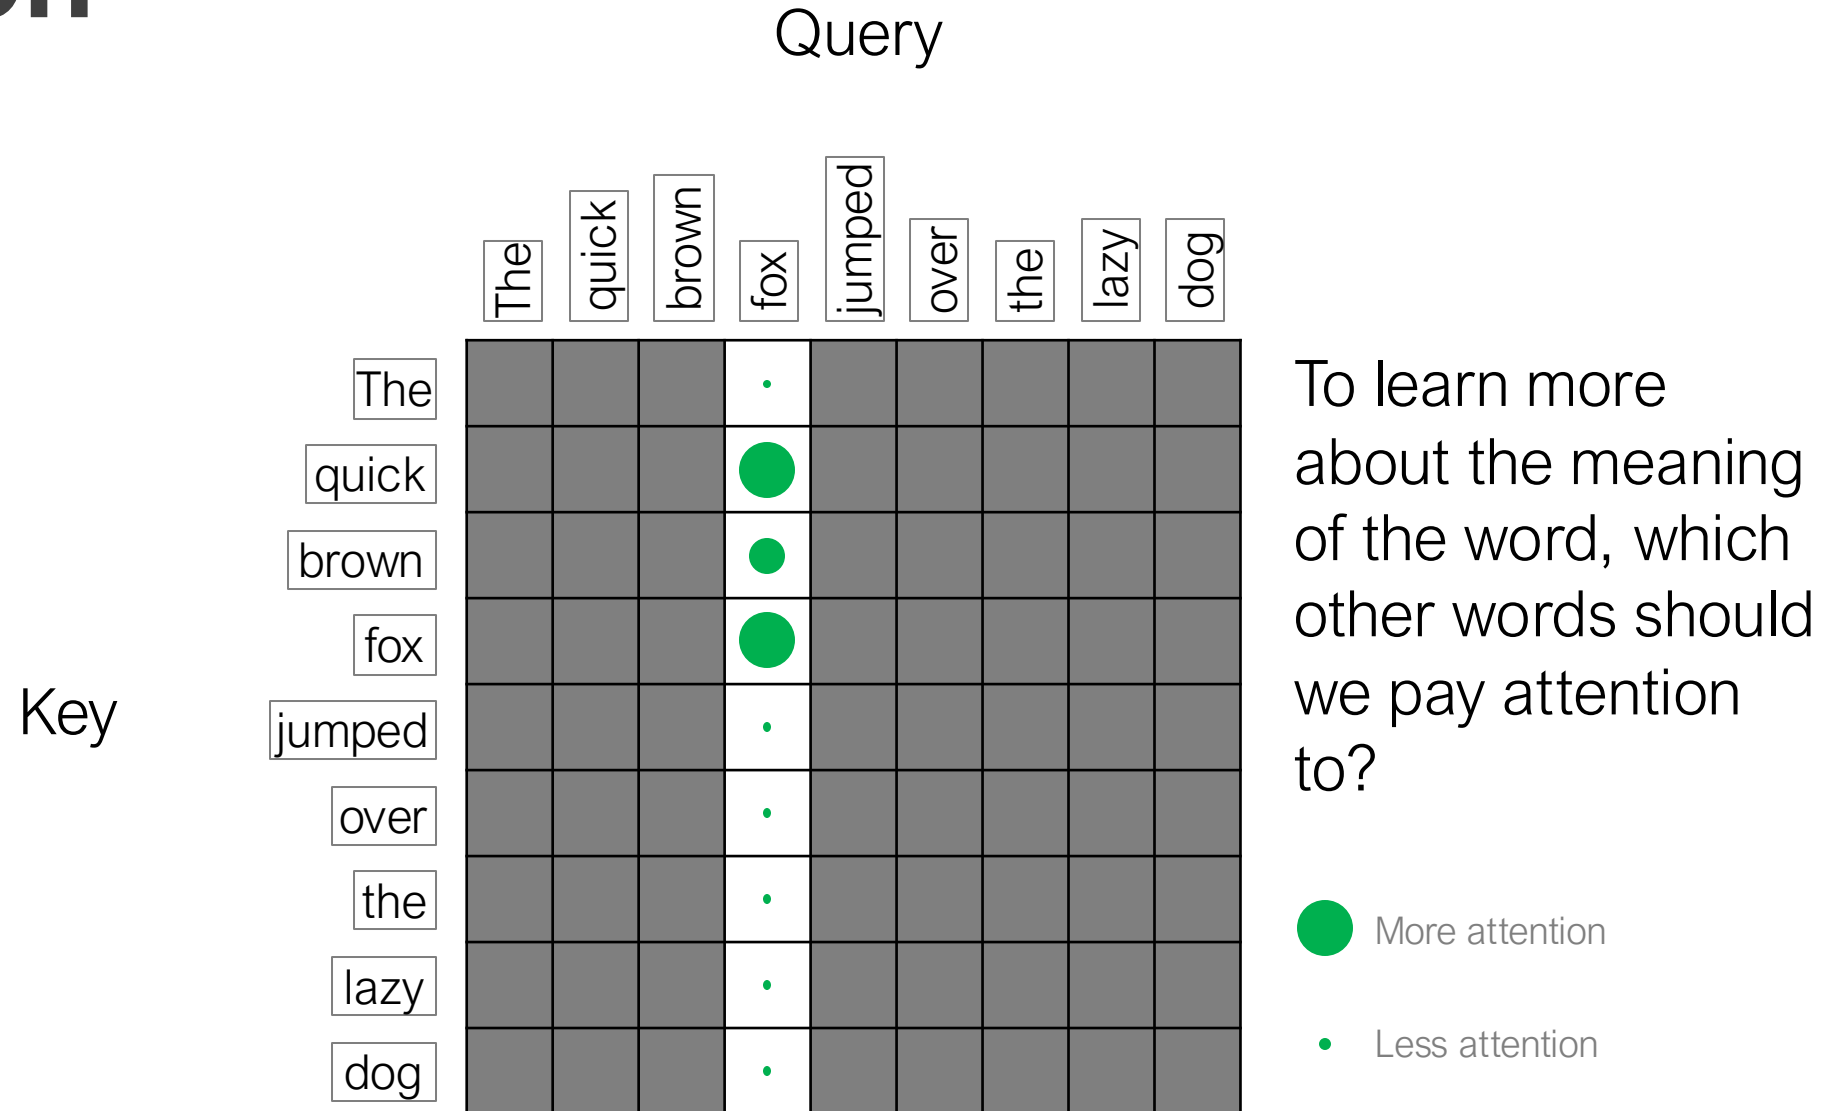 Query
The
quick
brown
fox
jumped
over
the
lazy
dog
The
quick
brown
fox
jumped
over
the
lazy
dog
Key
To learn more
about the meaning
of the word, which
other words should
we pay attention
to?
More attention
Less attention